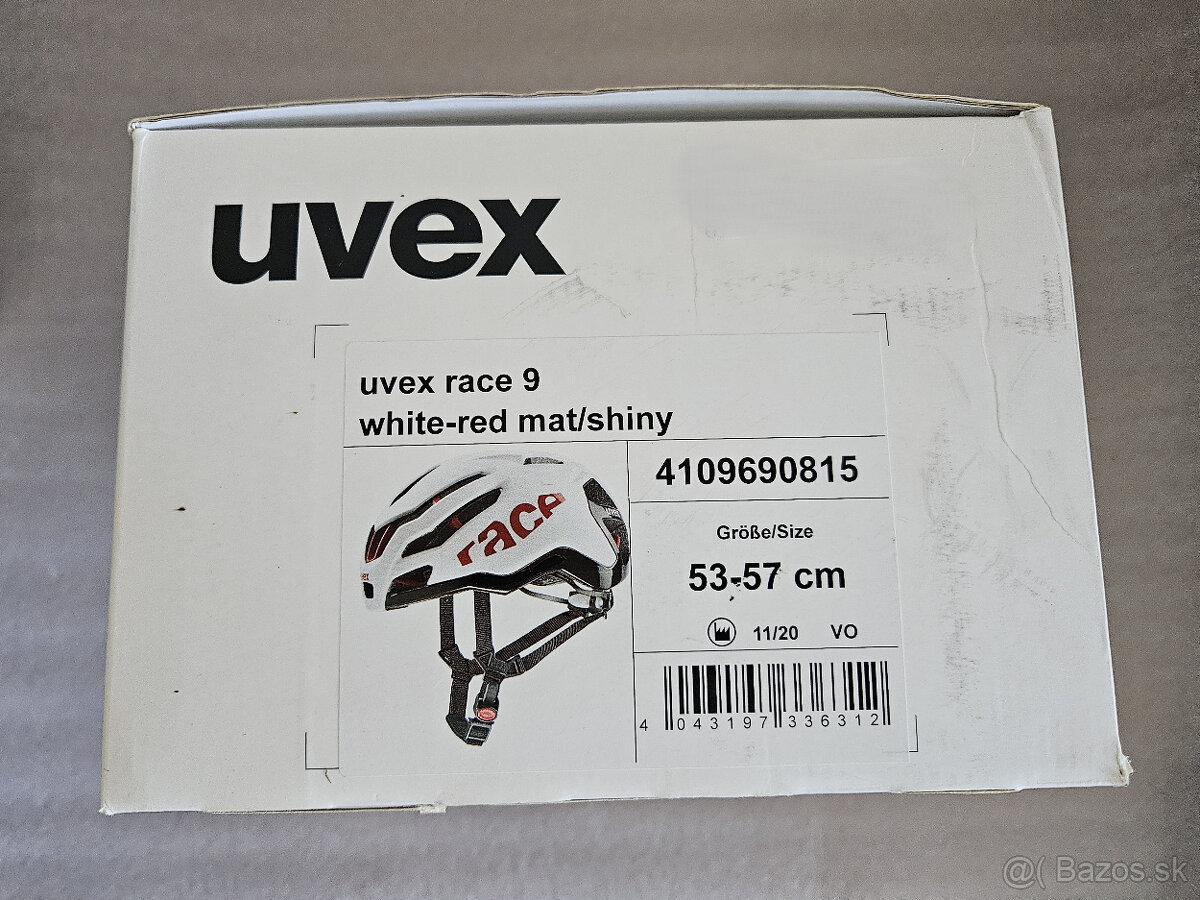 uvex
uvex race 9
white-red mat/shiny
4109690815
race
Größe/Size
53-57 cm
11/20 VO
4 043197 336312
@( Bazos.sk